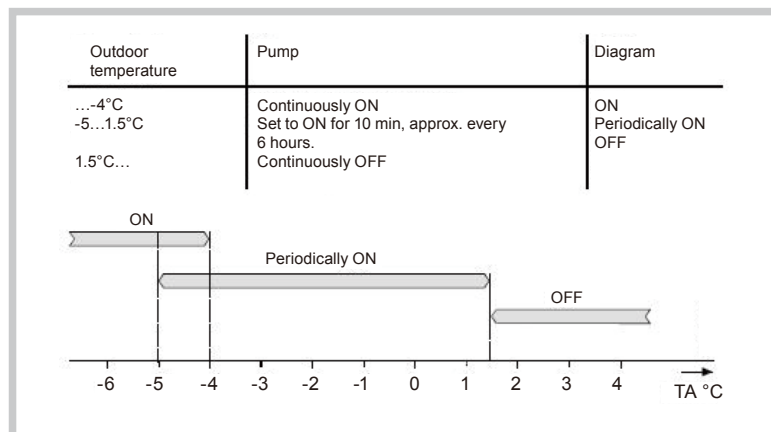 Outdoor temperature Pump Diagram
...-4°C Continuously ON ON
-5...1.5°C Set to ON for 10 min, approx. every Periodically ON
6 hours. OFF
1.5°C... Continuously OFF
ON
Periodically ON
OFF
-6 -5 -4 -3 -2 -1 0 1 2 3 4
TA °C